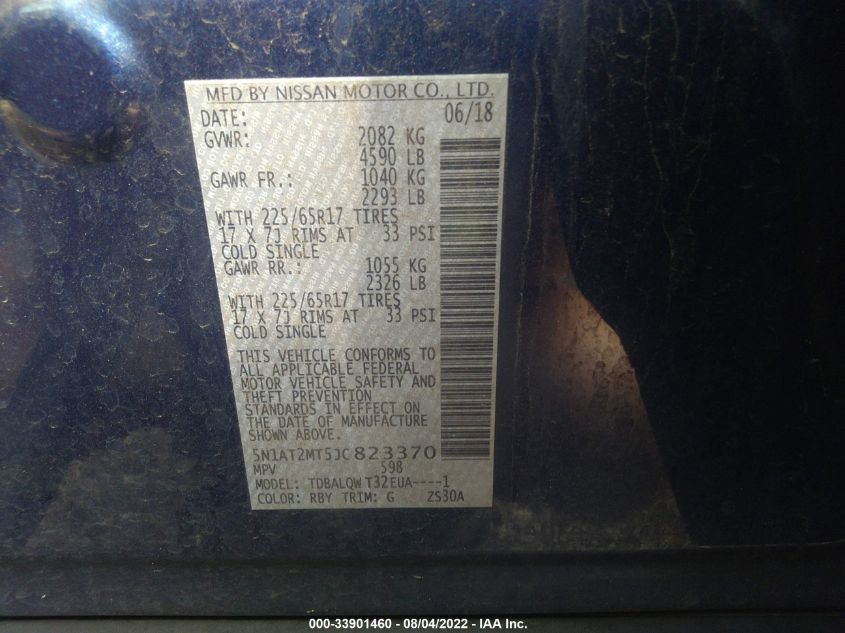 MFD BY NISSAN MOTOR CO., LTD.
DATE: 06/18
GVWR: 2082 KG
4590 LB
GAWR FR.: 1040 KG
2293 LB
WITH 225/65R17 TIRES
17 X 7J RIMS AT 33 PSI
COLD SINGLE
GAWR RR.: 1055 KG
2326 LB
WITH 225/65R17 TIRES
17 X 7J RIMS AT 33 PSI
COLD SINGLE
THIS VEHICLE CONFORMS TO
ALL APPLICABLE FEDERAL
MOTOR VEHICLE SAFETY AND
THEFT PREVENTION
STANDARDS IN EFFECT ON
THE DATE OF MANUFACTURE
SHOWN ABOVE.
5N1AT2MT5JC823370
MPV 598
MODEL: TDBALQW T32EUA----1
COLOR: RBY TRIM: G ZS30A
000-33901460 - 08/04/2022 - IAA Inc.